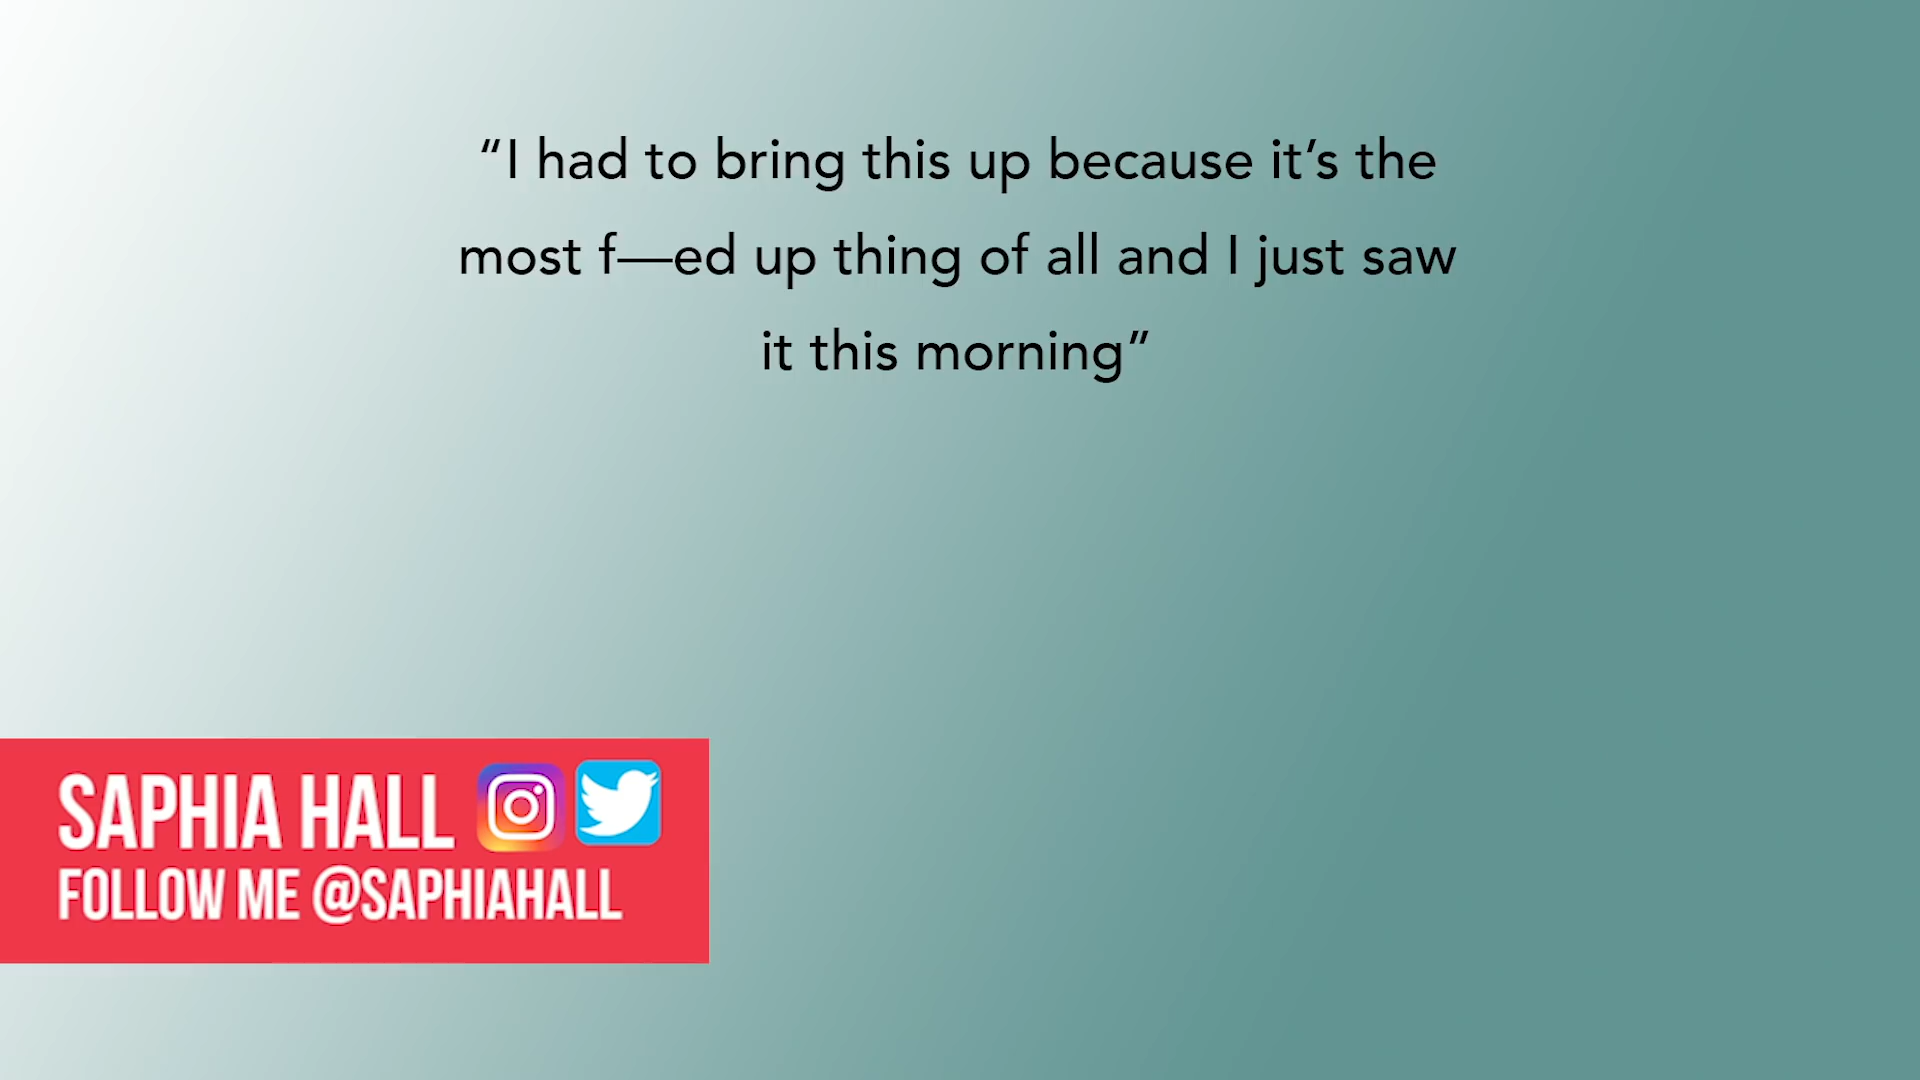 “I had to bring this up because it’s the
most f—ed up thing of all and I just saw
it this morning”
SAPHIA HALL
FOLLOW ME @SAPHIAHALL